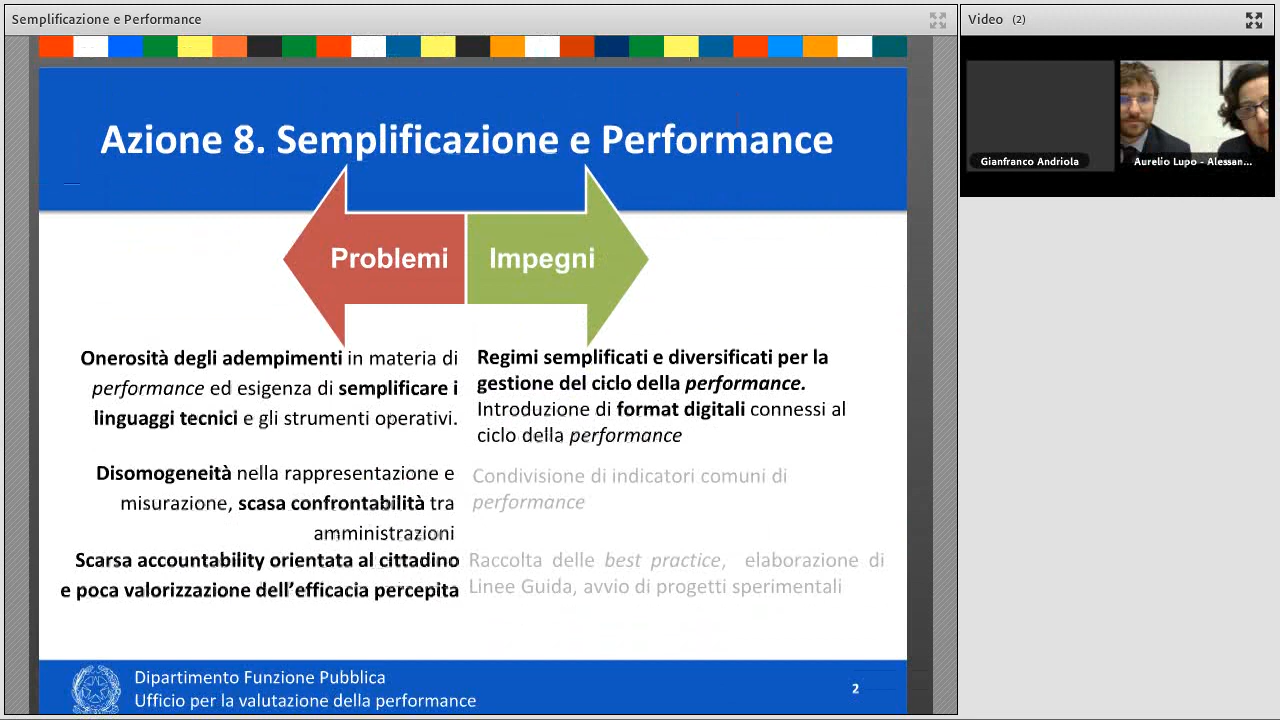 Semplificazione e Performance
Video (2)
Gianfranco Andriola
Aurelio Lupo - Alessan...
Azione 8. Semplificazione e Performance
Problemi
Impegni
Onerosità degli adempimenti in materia di
performance ed esigenza di semplificare i
linguaggi tecnici e gli strumenti operativi.
Regimi semplificati e diversificati per la
gestione del ciclo della performance.
Introduzione di format digitali connessi al
ciclo della performance
Disomogeneità nella rappresentazione e
misurazione, scasa confrontabilità tra
amministrazioni
Condivisione di indicatori comuni di
performance
Scarsa accountability orientata al cittadino
e poca valorizzazione dell'efficacia percepita
Raccolta delle best practice, elaborazione di
Linee Guida, avvio di progetti sperimentali
Dipartimento Funzione Pubblica
Ufficio per la valutazione della performance
2